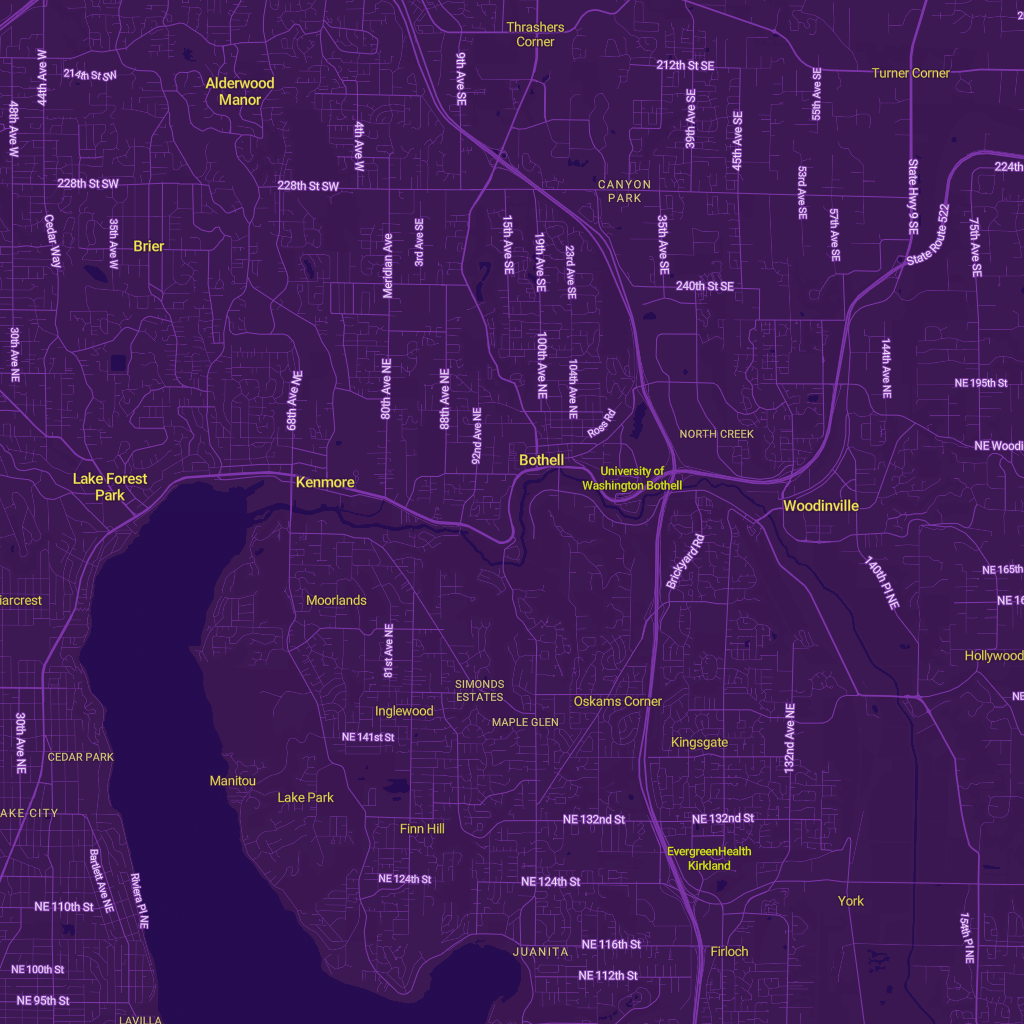 Thrashers
Corner
Turner Corner
212th St SE
214th St SW
44th Ave W
9th Ave SE
55th Ave SE
Alderwood
Manor
39th Ave SE
48th Ave W
45th Ave SE
4th Ave W
224th
228th St SW
228th St SW
CANYON
PARK
53rd Ave SE
State Hwy 9 SE
State Route 522
Cedar Way
35th Ave W
Brier
Meridian Ave
3rd Ave SE
15th Ave SE
19th Ave SE
23rd Ave SE
35th Ave SE
57th Ave SE
75th Ave SE
240th St SE
30th Ave NE
68th Ave NE
80th Ave NE
88th Ave NE
92nd Ave NE
100th Ave NE
104th Ave NE
144th Ave NE
NE 195th St
Ross Rd
NORTH CREEK
NE Woodi
Bothell
Lake Forest
Park
Kenmore
University of
Washington Bothell
Woodinville
Brickyard Rd
140th Pl NE
NE 165th
NE 16
iarcrest
Moorlands
81st Ave NE
Hollywood
SIMONDS
ESTATES
NE
Oskams Corner
Inglewood
MAPLE GLEN
30th Ave NE
NE 141st St
Kingsgate
132nd Ave NE
CEDAR PARK
Manitou
Lake Park
AKE CITY
Finn Hill
NE 132nd St
NE 132nd St
EvergreenHealth
Kirkland
Bartlett Ave NE
Riviera Pl NE
NE 124th St
NE 124th St
York
NE 110th St
154th Pl NE
JUANITA
NE 116th St
Firloch
NE 100th St
NE 112th St
NE 95th St
LAVILLA